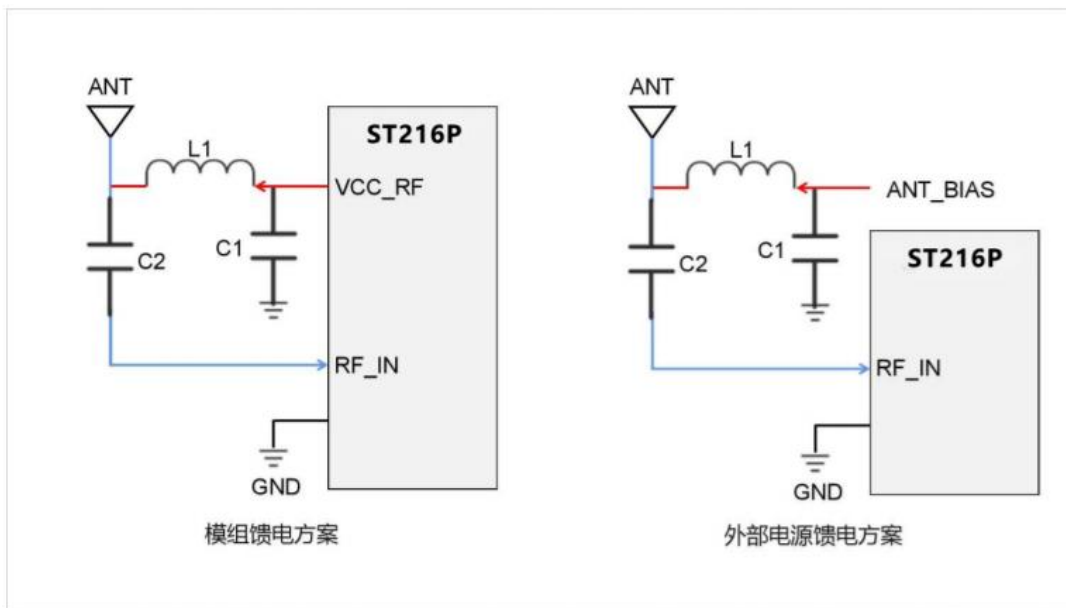 ANT
L1
ST216P
VCC_RF
C2
C1
RF_IN
GND
模组馈电方案
ANT
L1
ANT_BIAS
C2
C1
ST216P
RF_IN
GND
外部电源馈电方案